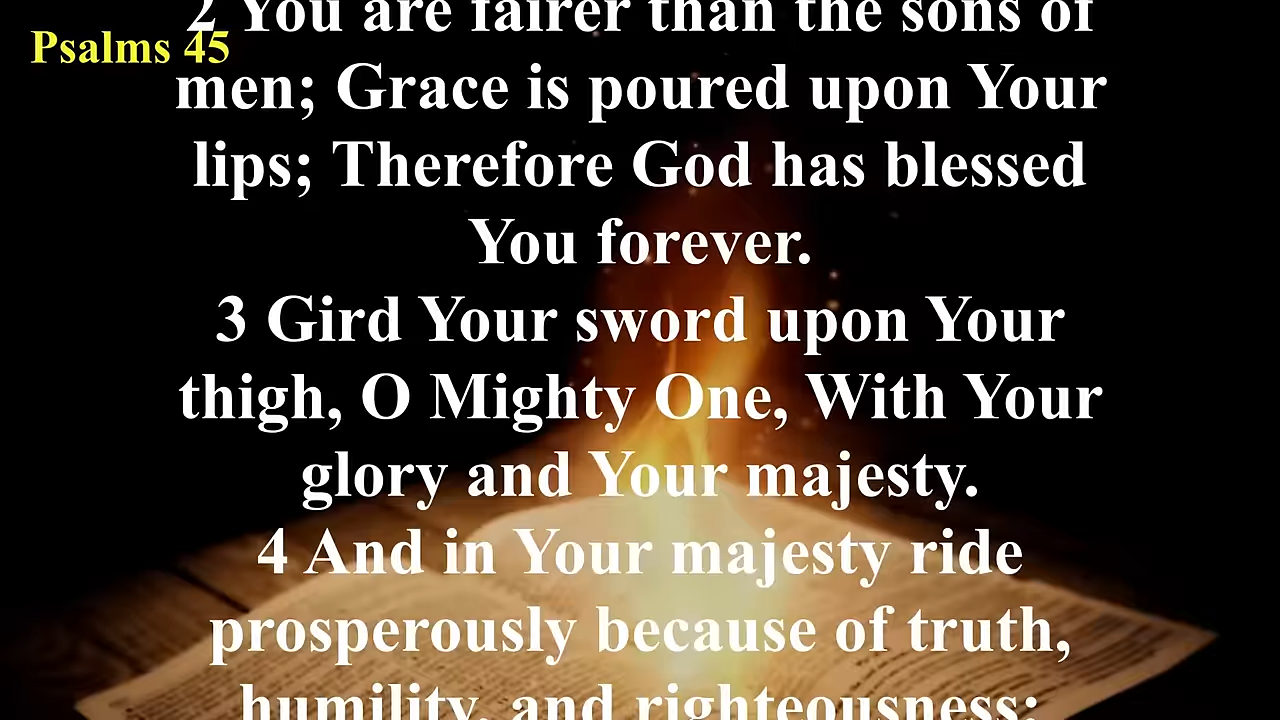 Psalms 45
2 You are fairer than the sons of
men; Grace is poured upon Your
lips; Therefore God has blessed
You forever.
3 Gird Your sword upon Your
thigh, O Mighty One, With Your
glory and Your majesty.
4 And in Your majesty ride
prosperously because of truth,
humility, and righteousness;